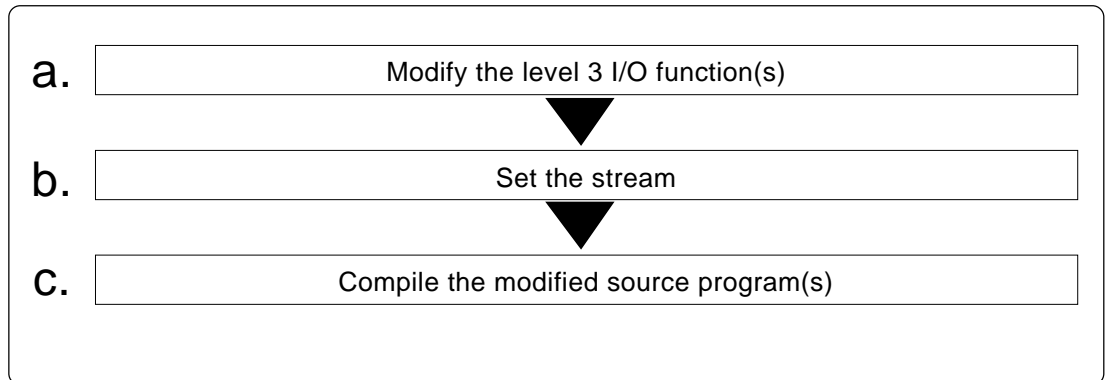 a. Modify the level 3 I/O function(s)
b. Set the stream
c. Compile the modified source program(s)